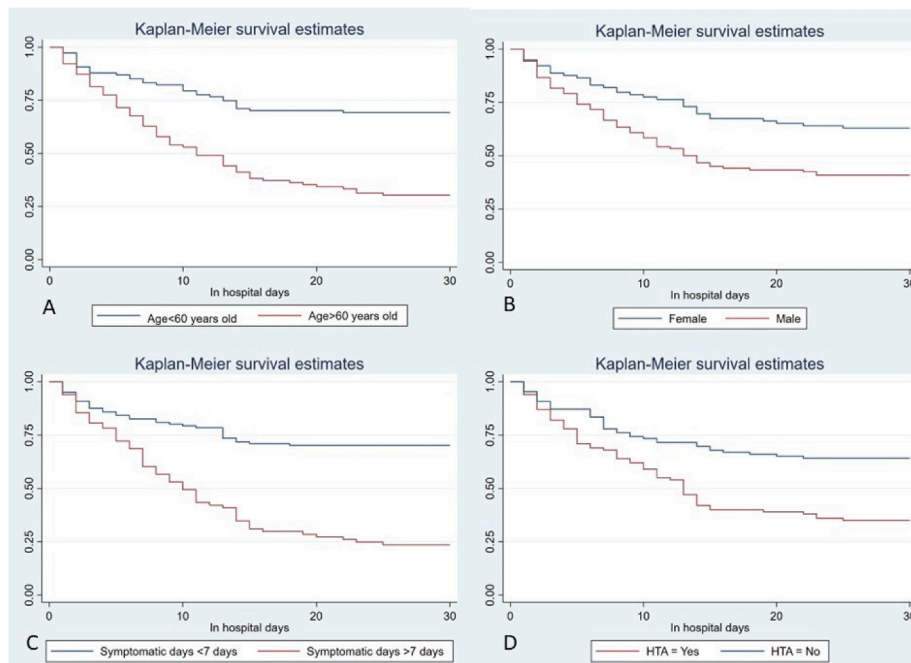 Kaplan-Meier survival estimates
1.00
0.75
0.50
0.25
0.00
0 10 20 30
In hospital days
A
Age<60 years old Age>60 years old
Kaplan-Meier survival estimates
1.00
0.75
0.50
0.25
0.00
0 10 20 30
In hospital days
B
Female Male
Kaplan-Meier survival estimates
1.00
0.75
0.50
0.25
0.00
0 10 20 30
In hospital days
C
Symptomatic days <7 days Symptomatic days >7 days
Kaplan-Meier survival estimates
1.00
0.75
0.50
0.25
0.00
0 10 20 30
In hospital days
D
HTA = Yes HTA = No